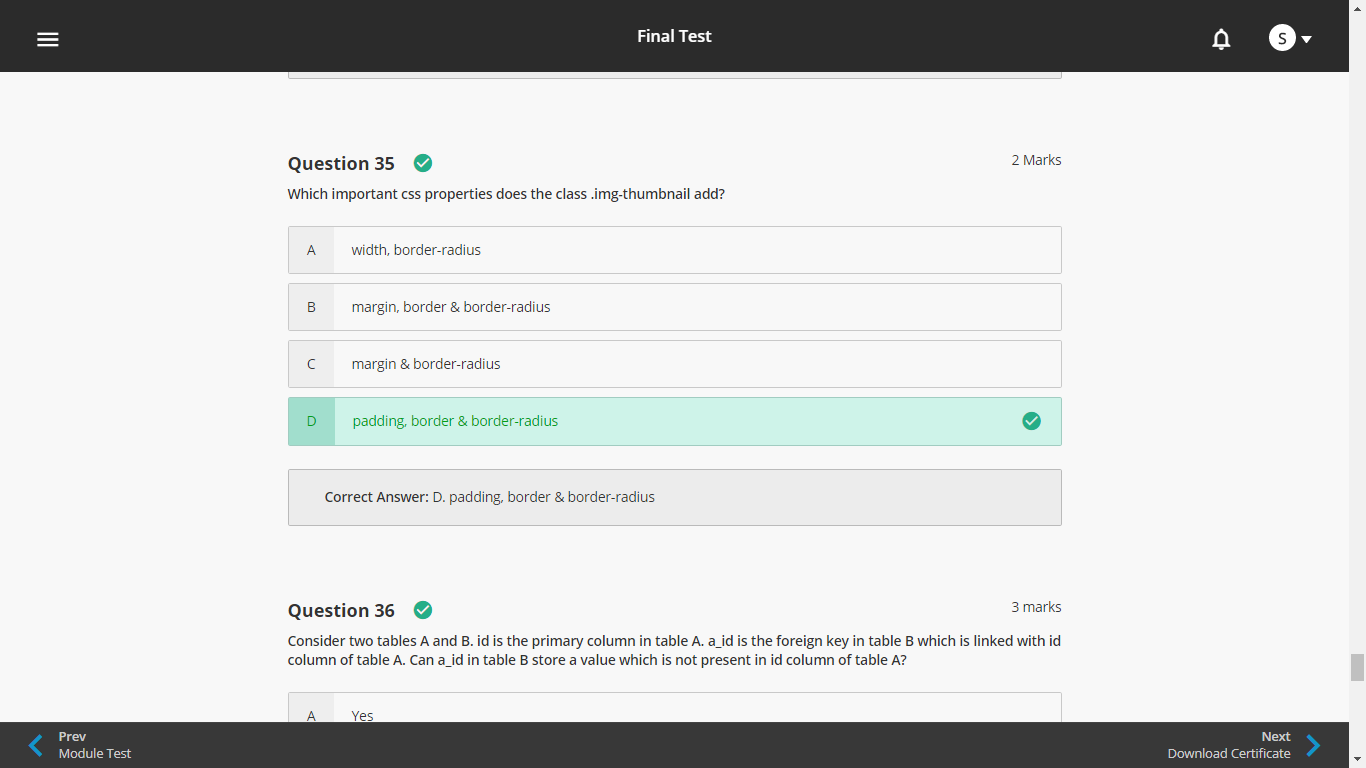 Final Test
S
Question 35
2 Marks
Which important css properties does the class .img-thumbnail add?
A width, border-radius
B margin, border & border-radius
C margin & border-radius
D padding, border & border-radius
Correct Answer: D. padding, border & border-radius
Question 36
3 marks
Consider two tables A and B. id is the primary column in table A. a_id is the foreign key in table B which is linked with id
column of table A. Can a_id in table B store a value which is not present in id column of table A?
A Yes
Prev
Module Test
Next
Download Certificate